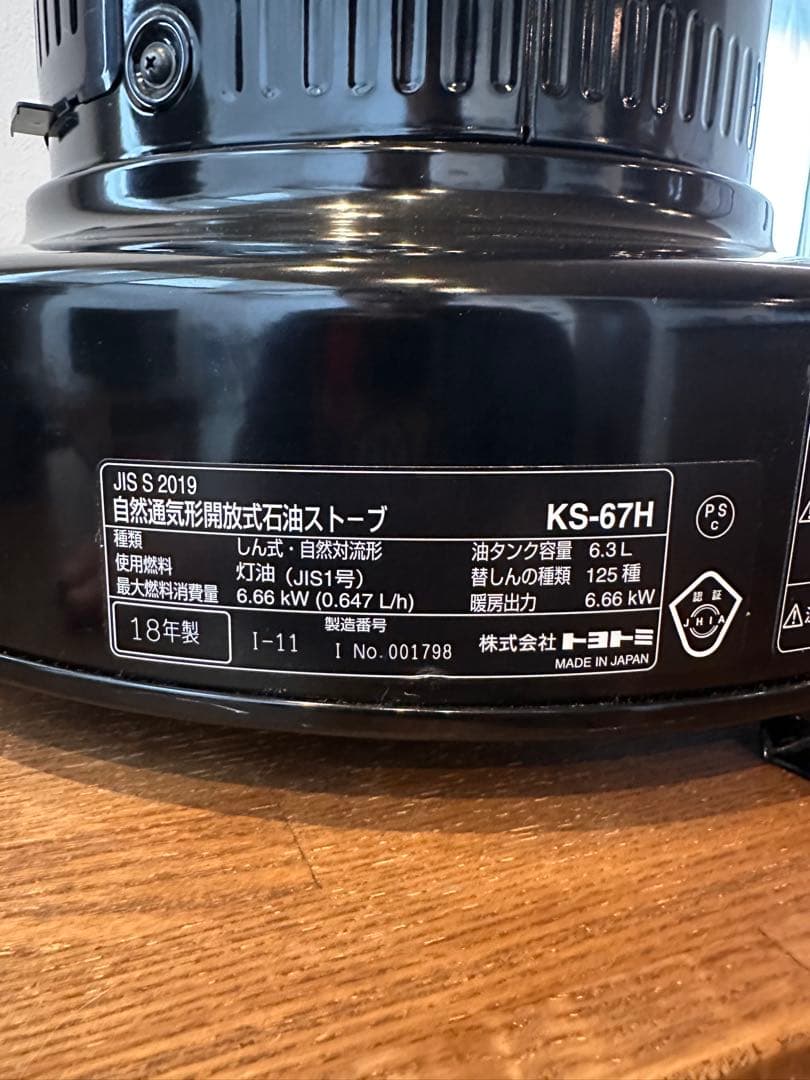 JIS S 2019
自然通気形開放式石油ストーブ KS-67H
種類 しん式・自然対流形 油タンク容量 6.3 L
使用燃料 灯油(JIS1号) 替しんの種類 125 種
最大燃料消費量 6.66 kW (0.647 L/h) 暖房出力 6.66 kW
18年製 I-11 製造番号 I No.001798 株式会社 トヨトミ
MADE IN JAPAN
PS
C
認証
JHIA